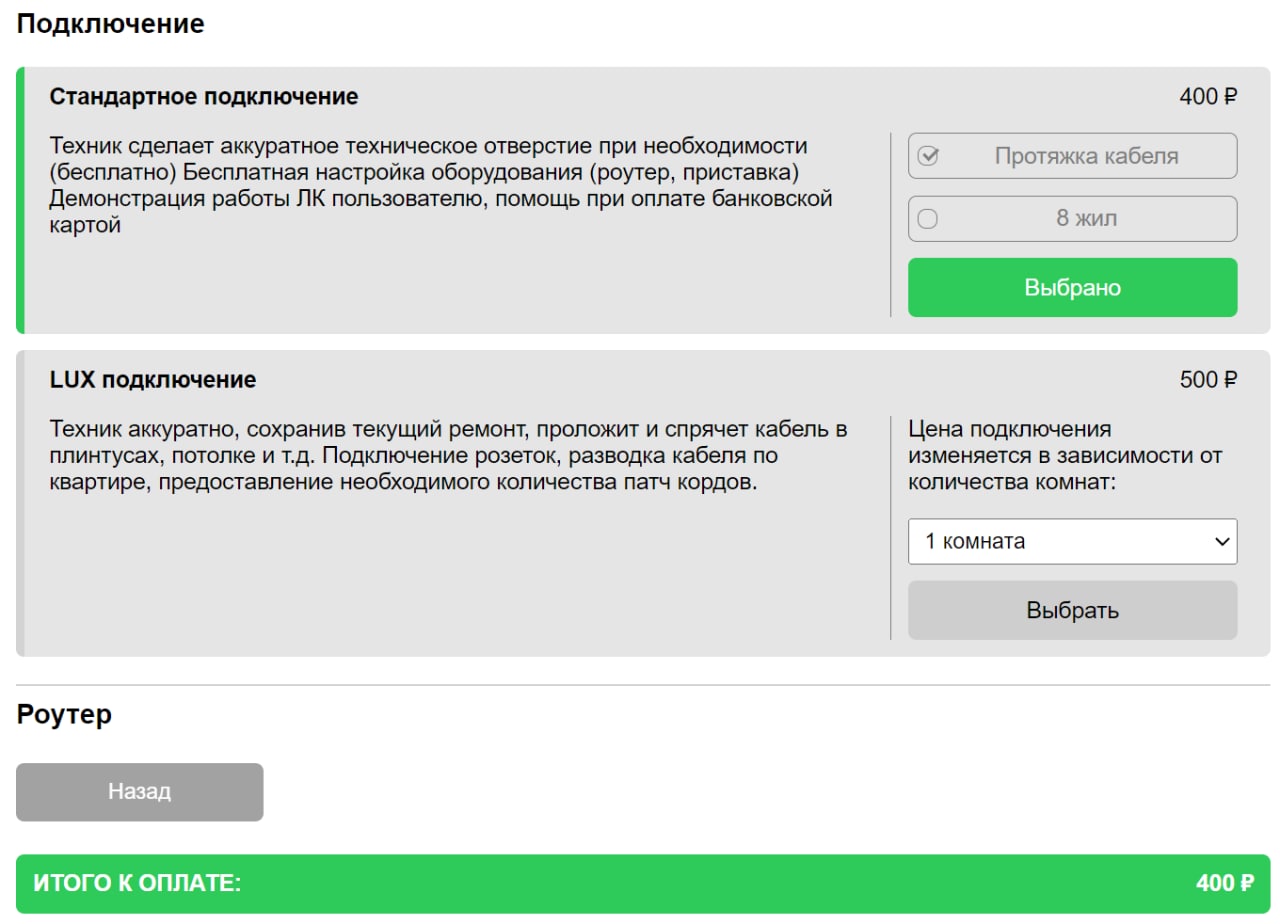 Подключение
Стандартное подключение
400 ₽
Техник сделает аккуратное техническое отверстие при необходимости
(бесплатно) Бесплатная настройка оборудования (роутер, приставка)
Демонстрация работы ЛК пользователю, помощь при оплате банковской
картой
Протяжка кабеля
8 жил
Выбрано
LUX подключение
500 ₽
Техник аккуратно, сохранив текущий ремонт, проложит и спрячет кабель в
плинтусах, потолке и т.д. Подключение розеток, разводка кабеля по
квартире, предоставление необходимого количества патч кордов.
Цена подключения
изменяется в зависимости от
количества комнат:
1 комната
Выбрать
Роутер
Назад
ИТОГО К ОПЛАТЕ:
400 ₽